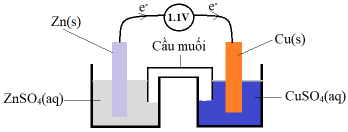 e⁻ 1.1V e⁻
Zn(s)
Cu(s)
Cầu muối
ZnSO₄(aq)
CuSO₄(aq)